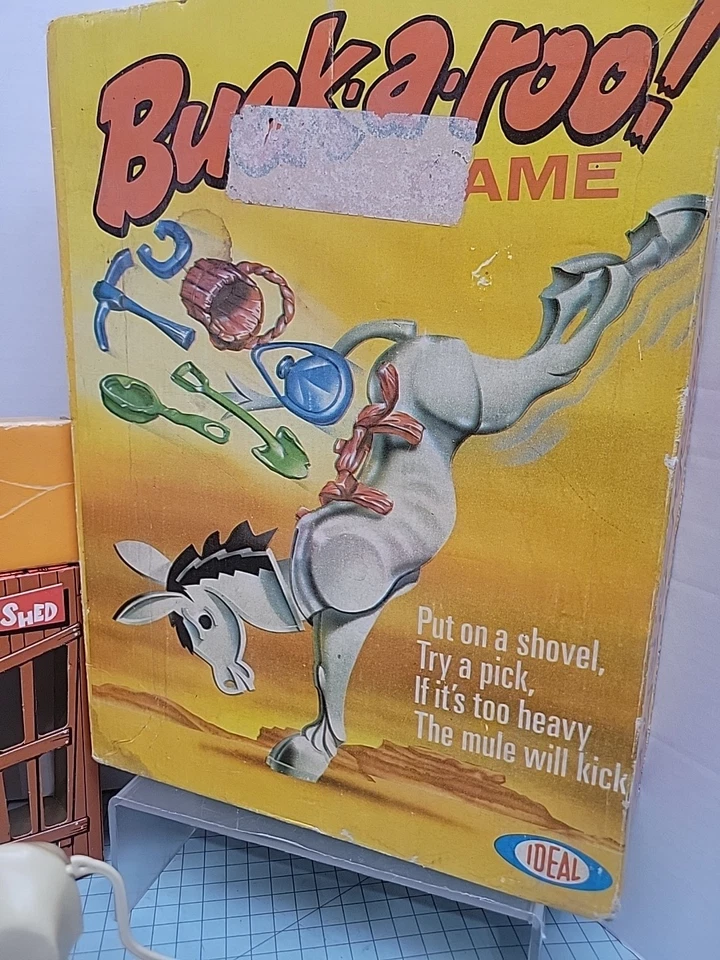 Buck-a-roo!
AME
SHED
Put on a shovel,
Try a pick,
If it's too heavy
The mule will kick
IDEAL